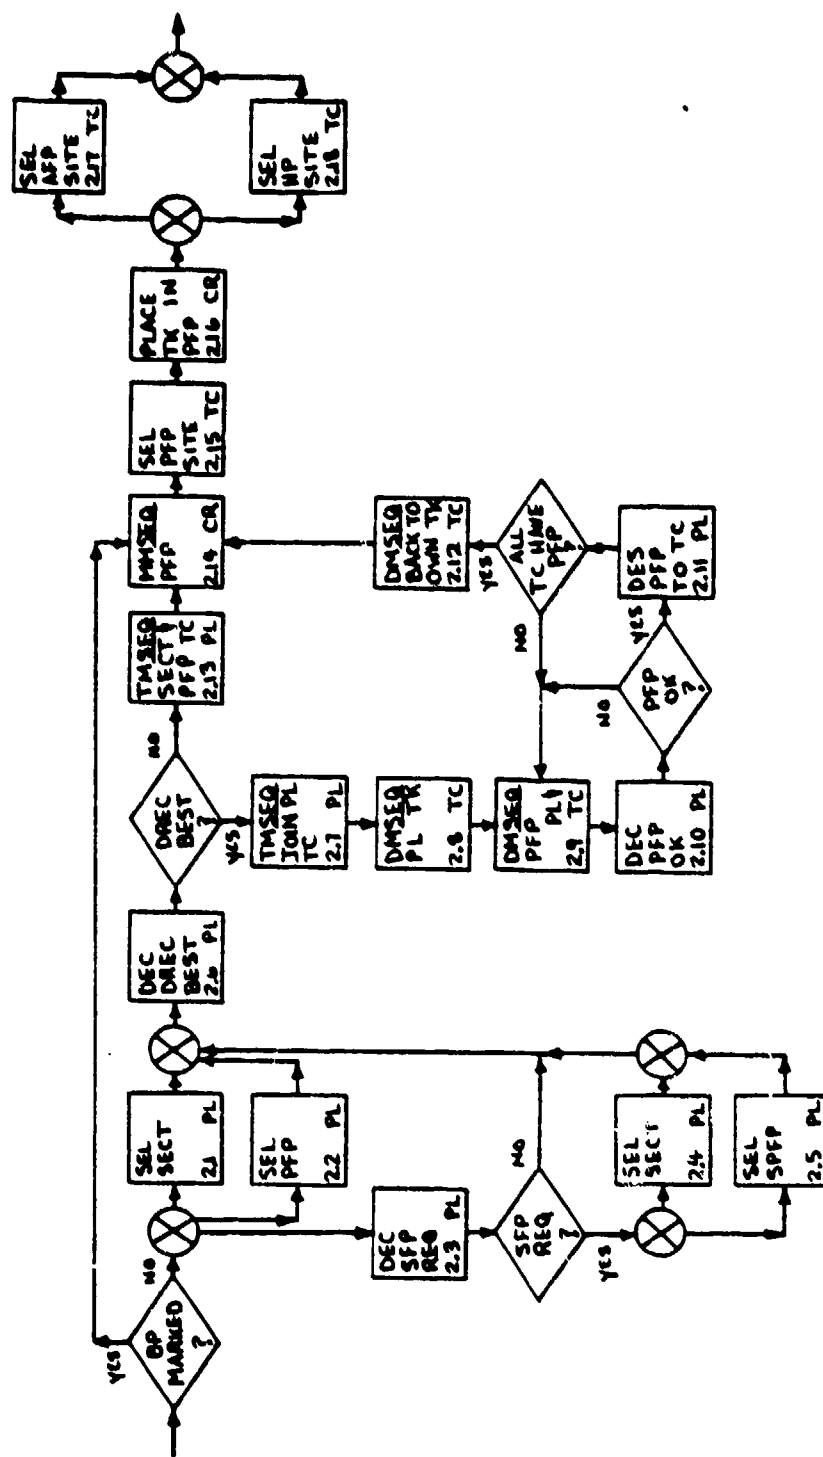 BP
MARKED
?
YES
NO
SEL
SECT
2.1 PL
SEL
PFP
2.2 PL
DEC
SFP
REQ
2.3 PL
SFP
REQ
?
NO
YES
SEL
SECT
2.4 PL
SEL
SPFP
2.5 PL
DEC
DREC
BEST
2.6 PL
DREC
BEST
?
NO
YES
TMSEQ
JOIN PL
TC
2.7 PL
DMSEQ
PL TK
2.8 TC
DMSEQ
PFP PL
2.9 TC
DEC
PFP
OK
2.10 PL
PFP
OK
?
NO
YES
DES
PFP
TO TC
2.11 PL
ALL
TC HAVE
PFP
?
NO
YES
DMSEQ
BACK TO
OWN TK
2.12 TC
TMSEQ
SECT
PFP TC
2.13 PL
MMSEQ
PFP
2.14 CR
SEL
PFP
SITE
2.15 TC
PLACE
TK IN
PFP
2.16 CR
SEL
AFP
SITE
2.17 TC
SEL
HP
SITE
2.18 TC